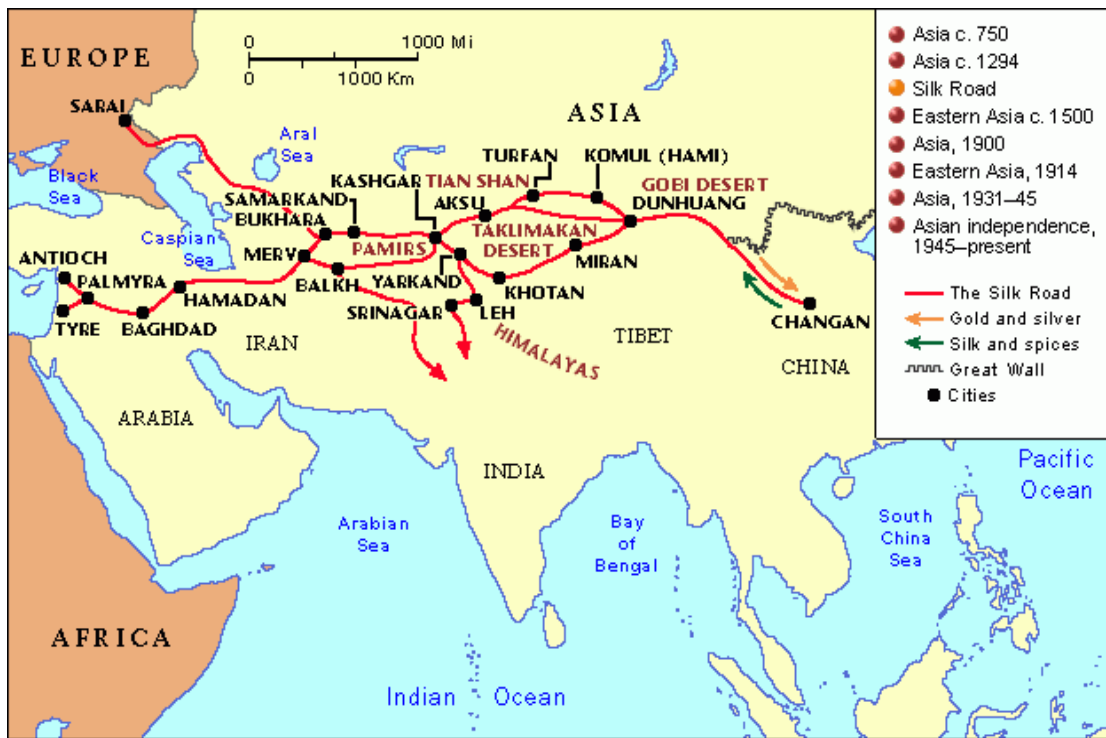 EUROPE
0 1000 Mi
0 1000 Km
SARAI
ASIA
Aral
Sea
Black
Sea
Caspian
Sea
TURFAN
KOMUL (HAMI)
KASHGAR
TIAN SHAN
GOBI DESERT
SAMARKAND
AKSU
DUNHUANG
BUKHARA
TAKLIMAKAN
DESERT
PAMIRS
MERV
MIRAN
ANTIOCH
PALMYRA
BALKH
YARKAND
KHOTAN
HAMADAN
TYRE
BAGHDAD
SRINAGAR
LEH
CHANGAN
IRAN
HIMALAYAS
TIBET
CHINA
ARABIA
INDIA
Arabian
Sea
Bay
of
Bengal
South
China
Sea
Pacific
Ocean
AFRICA
Indian Ocean
Asia c. 750
Asia c. 1294
Silk Road
Eastern Asia c. 1500
Asia, 1900
Eastern Asia, 1914
Asia, 1931–45
Asian independence,
1945–present
The Silk Road
Gold and silver
Silk and spices
Great Wall
Cities